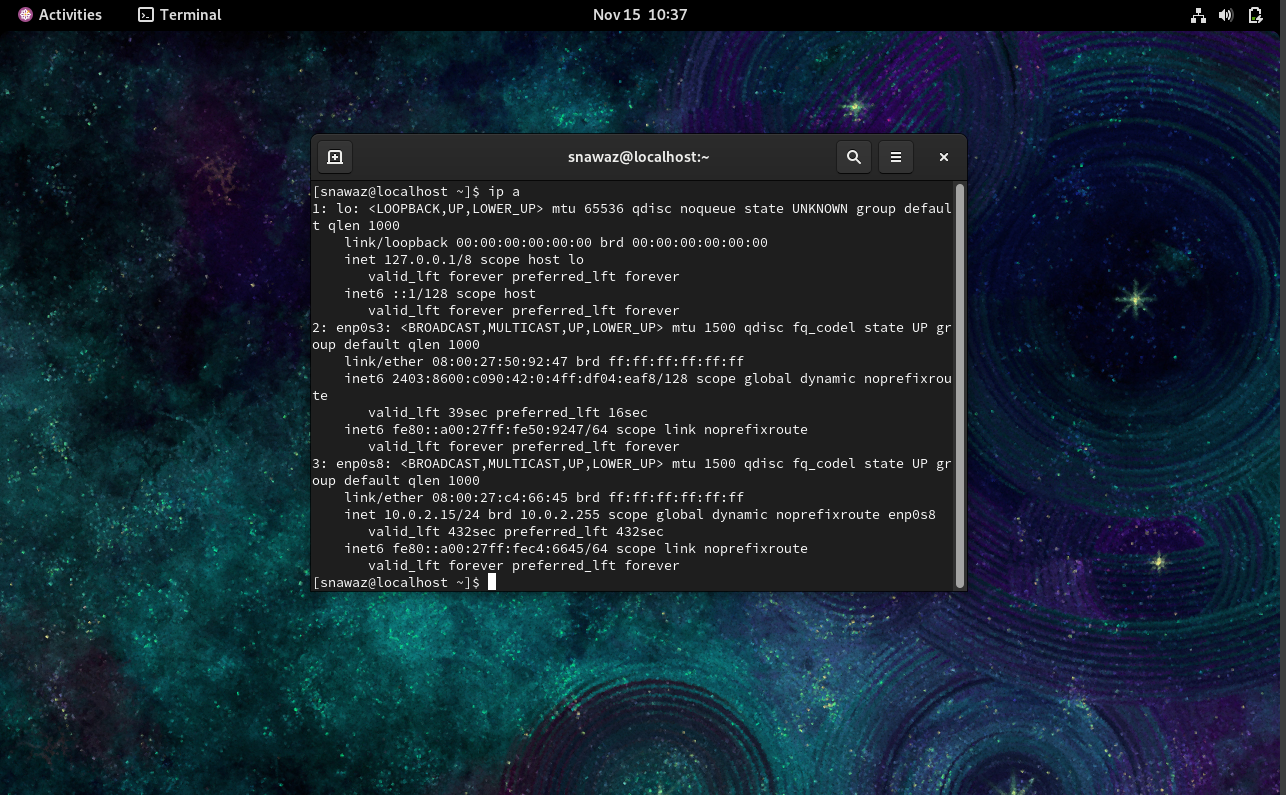 Activities
Terminal
Nov 15 10:37
snawaz@localhost:~
[snawaz@localhost ~]$ ip a
1: lo: <LOOPBACK,UP,LOWER_UP> mtu 65536 qdisc noqueue state UNKNOWN group defaul
t qlen 1000
    link/loopback 00:00:00:00:00:00 brd 00:00:00:00:00:00
    inet 127.0.0.1/8 scope host lo
       valid_lft forever preferred_lft forever
    inet6 ::1/128 scope host
       valid_lft forever preferred_lft forever
2: enp0s3: <BROADCAST,MULTICAST,UP,LOWER_UP> mtu 1500 qdisc fq_codel state UP gr
oup default qlen 1000
    link/ether 08:00:27:50:92:47 brd ff:ff:ff:ff:ff:ff
    inet6 2403:8600:c090:42:0:4ff:df04:eaf8/128 scope global dynamic noprefixrou
te
       valid_lft 39sec preferred_lft 16sec
    inet6 fe80::a00:27ff:fe50:9247/64 scope link noprefixroute
       valid_lft forever preferred_lft forever
3: enp0s8: <BROADCAST,MULTICAST,UP,LOWER_UP> mtu 1500 qdisc fq_codel state UP gr
oup default qlen 1000
    link/ether 08:00:27:c4:66:45 brd ff:ff:ff:ff:ff:ff
    inet 10.0.2.15/24 brd 10.0.2.255 scope global dynamic noprefixroute enp0s8
       valid_lft 432sec preferred_lft 432sec
    inet6 fe80::a00:27ff:fec4:6645/64 scope link noprefixroute
       valid_lft forever preferred_lft forever
[snawaz@localhost ~]$